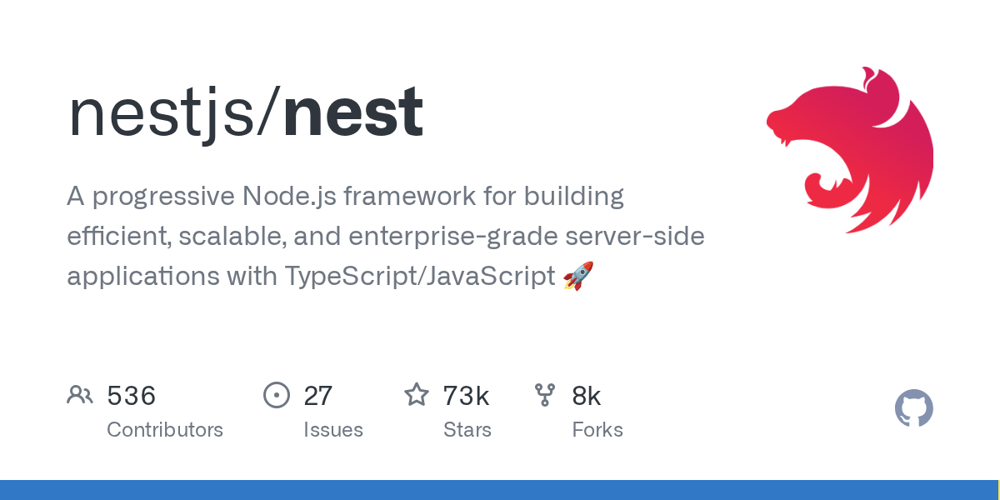 nestjs/nest
A progressive Node.js framework for building
efficient, scalable, and enterprise-grade server-side
applications with TypeScript/JavaScript 🚀
536 27 73k 8k
Contributors Issues Stars Forks